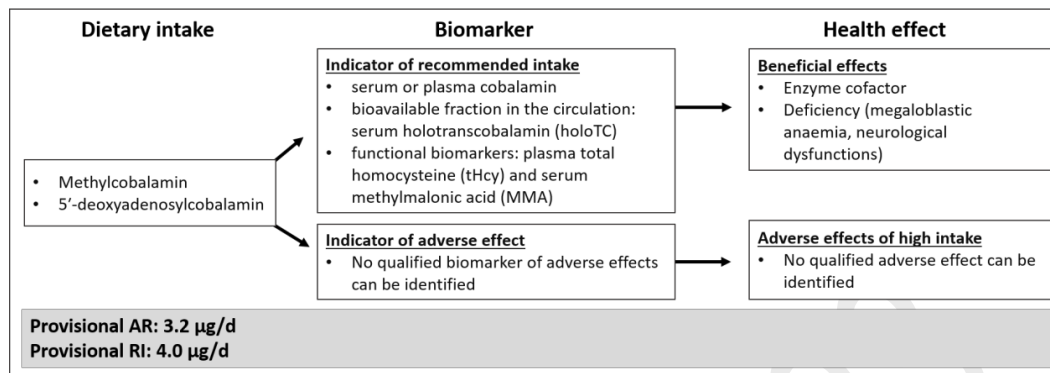 Dietary intake
Biomarker
Health effect
• Methylcobalamin
• 5′-deoxyadenosylcobalamin
Indicator of recommended intake
• serum or plasma cobalamin
• bioavailable fraction in the circulation:
serum holotranscobalamin (holoTC)
• functional biomarkers: plasma total
homocysteine (tHcy) and serum
methylmalonic acid (MMA)
Beneficial effects
• Enzyme cofactor
• Deficiency (megaloblastic
anaemia, neurological
dysfunctions)
Indicator of adverse effect
• No qualified biomarker of adverse effects
can be identified
Adverse effects of high intake
• No qualified adverse effect can be
identified
Provisional AR: 3.2 µg/d
Provisional RI: 4.0 µg/d